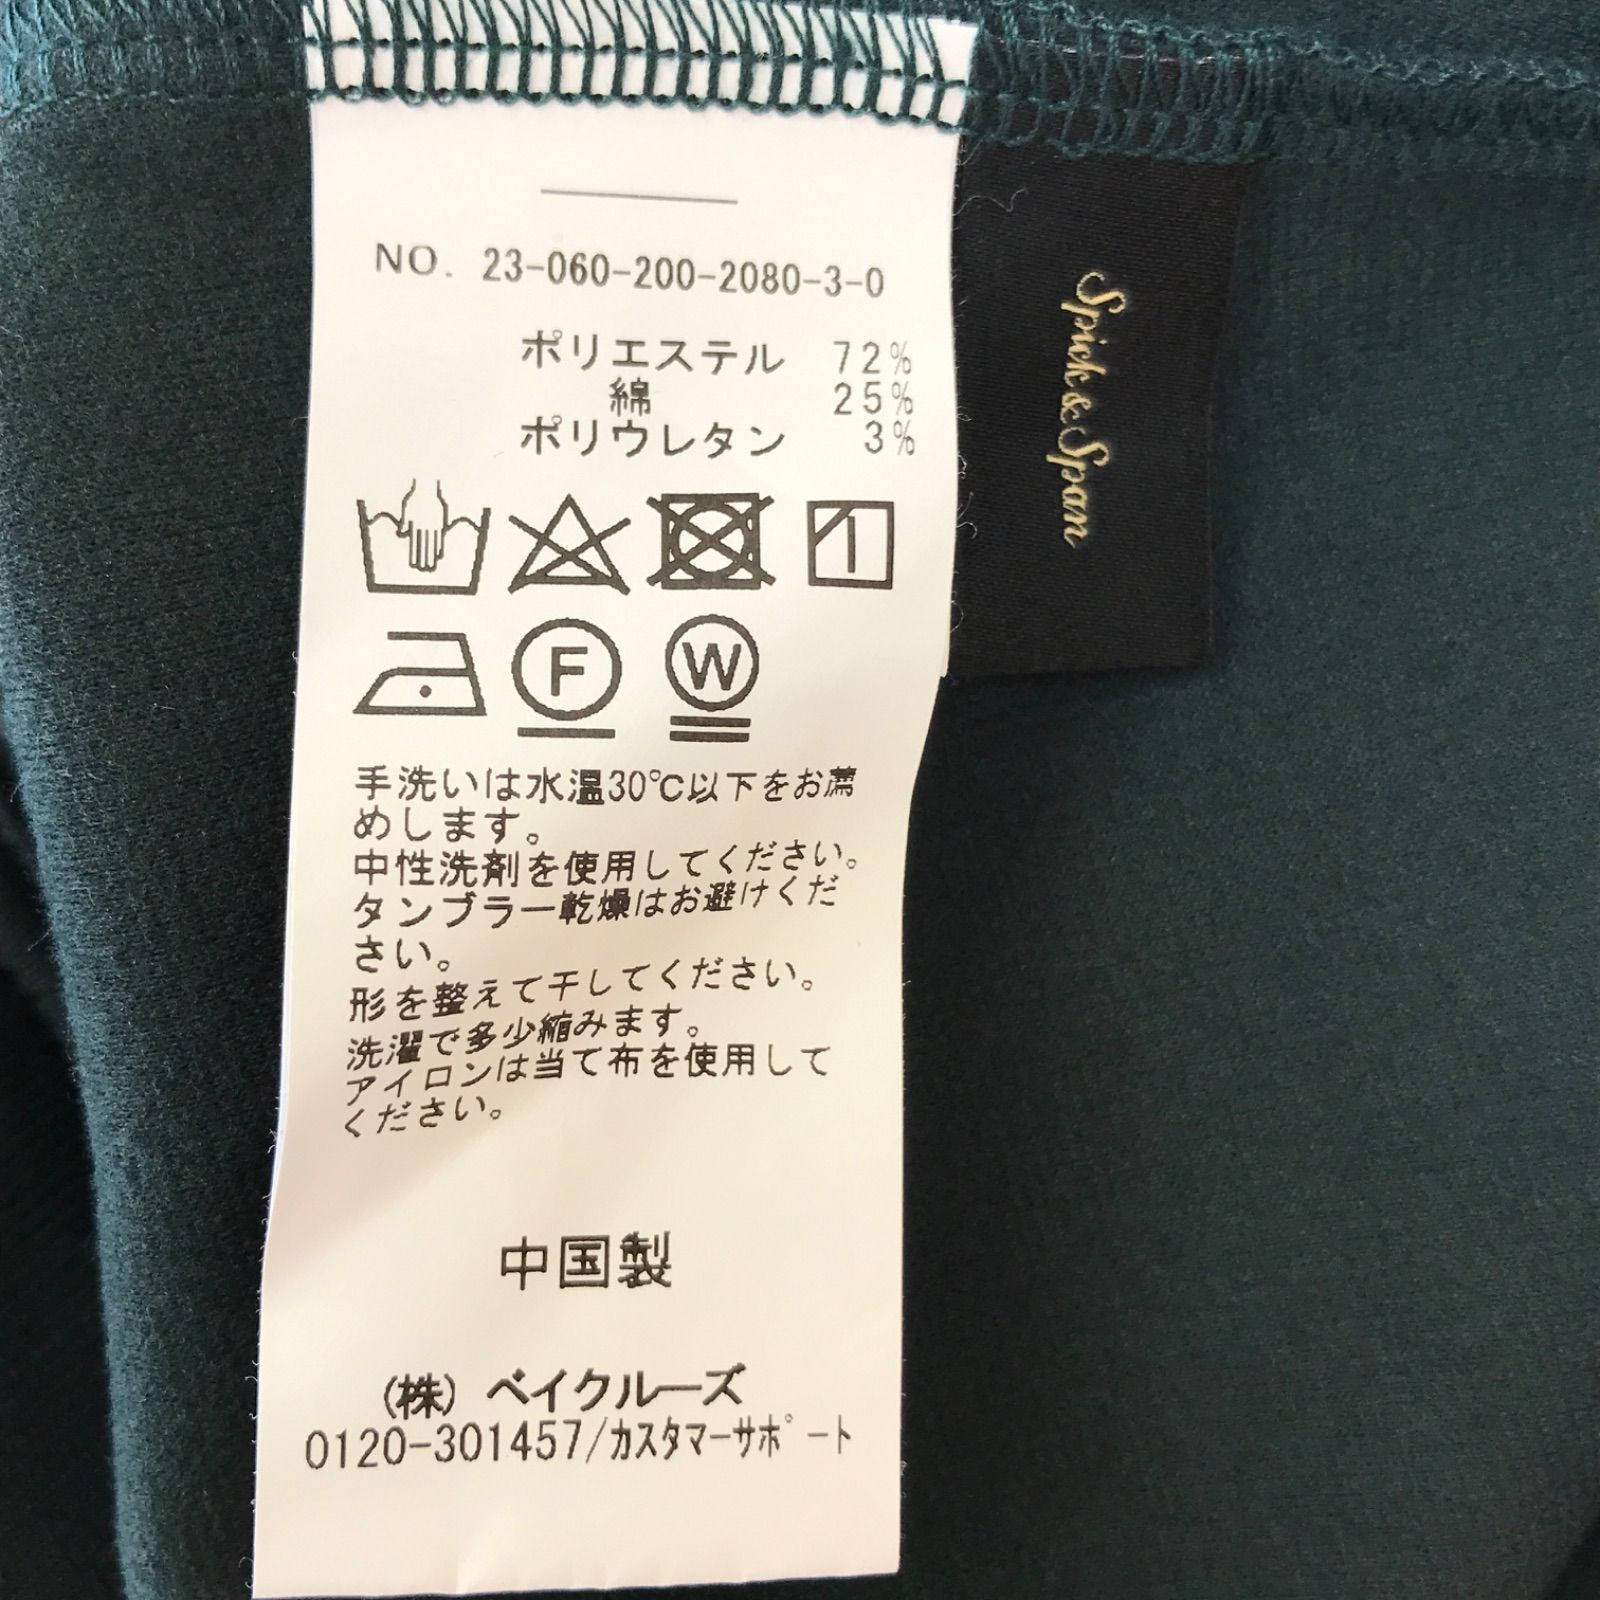 NO. 23-060-200-2080-3-0
ポリエステル 72%
綿 25%
ポリウレタン 3%
F
W
手洗いは水温30℃以下をお薦
めします。
中性洗剤を使用してください。
タンブラー乾燥はお避けくだ
さい。
形を整えて干してください。
洗濯で多少縮みます。
アイロンは当て布を使用して
ください。
中国製
(株) ベイクルーズ
0120-301457/カスタマーサポート
Spick&Span